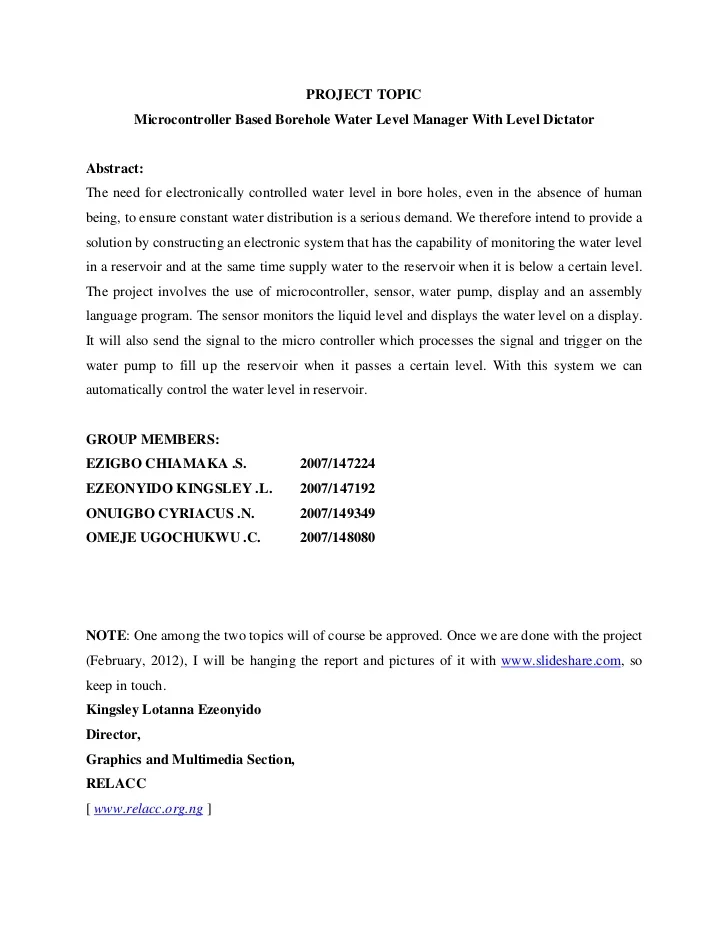 PROJECT TOPIC
Microcontroller Based Borehole Water Level Manager With Level Dictator
Abstract:
The need for electronically controlled water level in bore holes, even in the absence of human
being, to ensure constant water distribution is a serious demand. We therefore intend to provide a
solution by constructing an electronic system that has the capability of monitoring the water level
in a reservoir and at the same time supply water to the reservoir when it is below a certain level.
The project involves the use of microcontroller, sensor, water pump, display and an assembly
language program. The sensor monitors the liquid level and displays the water level on a display.
It will also send the signal to the micro controller which processes the signal and trigger on the
water pump to fill up the reservoir when it passes a certain level. With this system we can
automatically control the water level in reservoir.
GROUP MEMBERS:
EZIGBO CHIAMAKA .S. 2007/147224
EZEONYIDO KINGSLEY .L. 2007/147192
ONUIGBO CYRIACUS .N. 2007/149349
OMEJE UGOCHUKWU .C. 2007/148080
NOTE: One among the two topics will of course be approved. Once we are done with the project
(February, 2012), I will be hanging the report and pictures of it with www.slideshare.com, so
keep in touch.
Kingsley Lotanna Ezeonyido
Director,
Graphics and Multimedia Section,
RELACC
[ www.relacc.org.ng ]